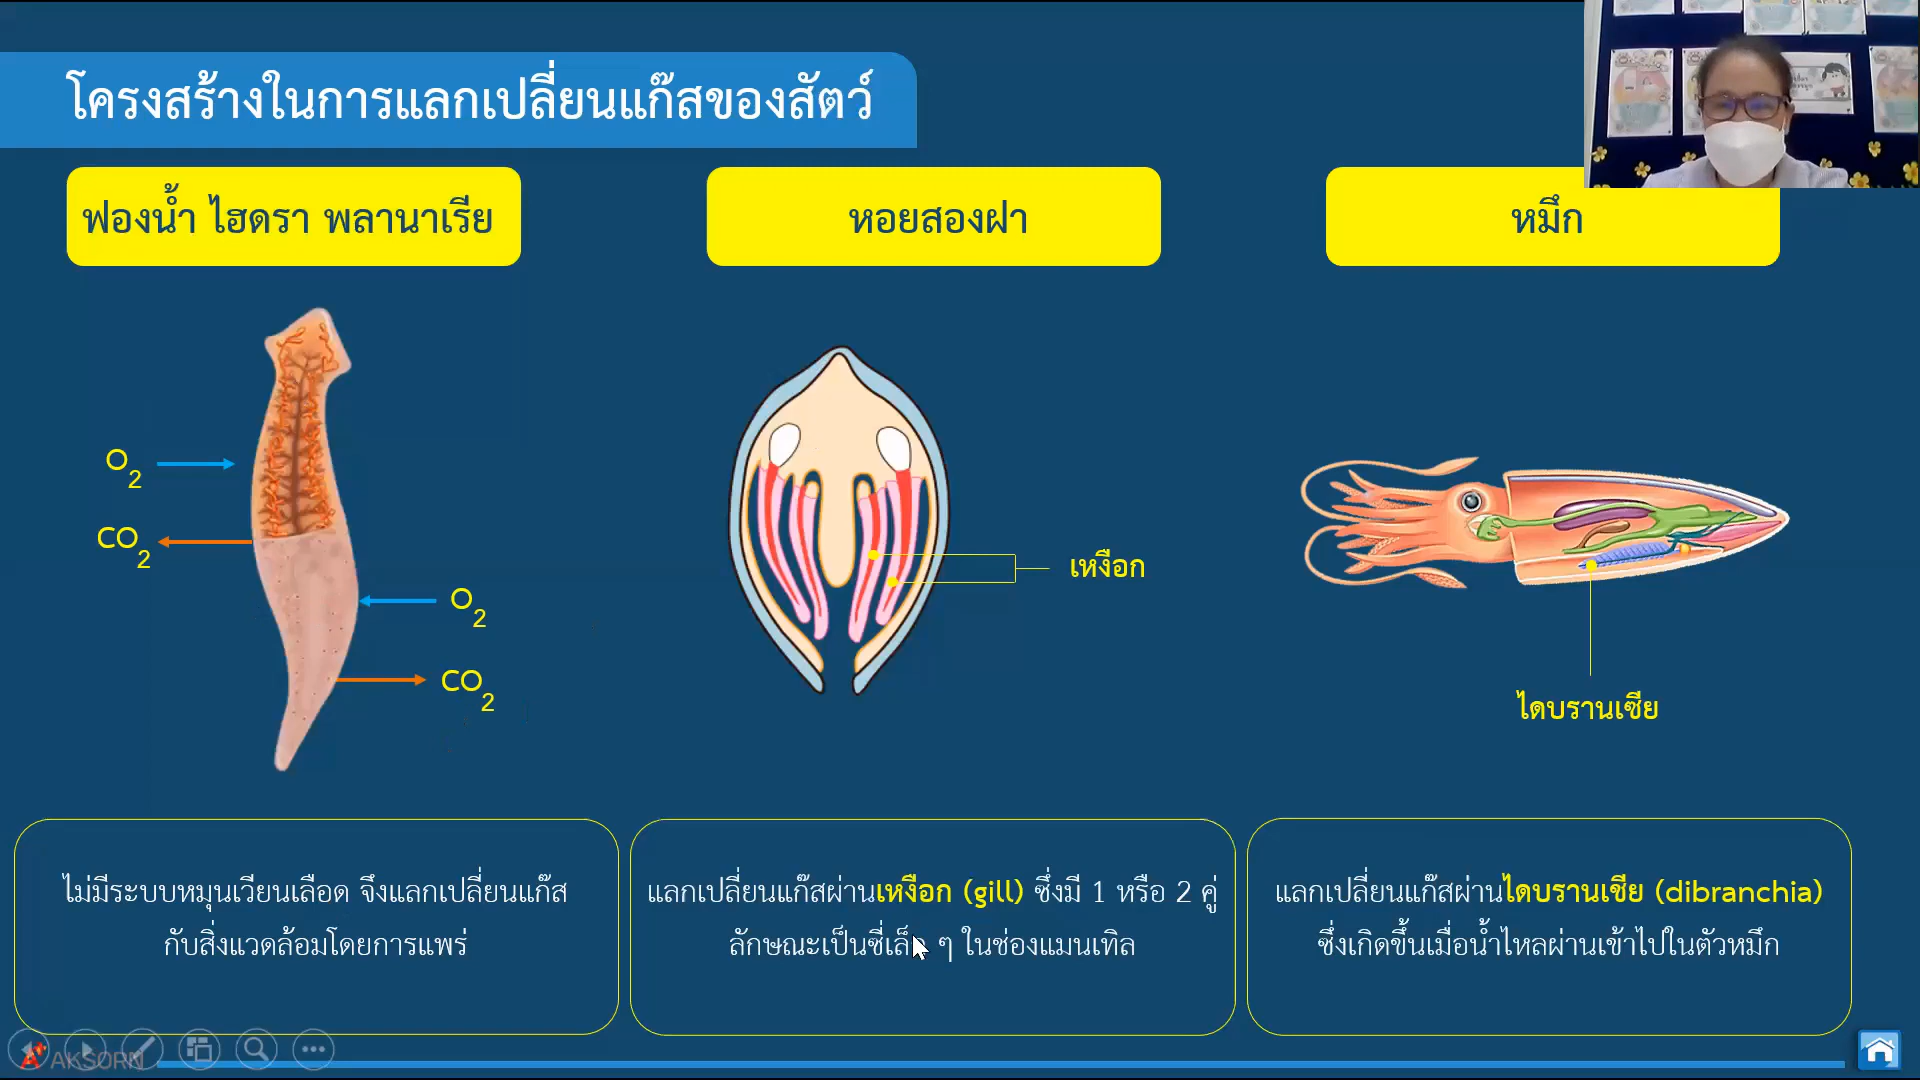 โครงสร้างในการแลกเปลี่ยนแก๊สของสัตว์
ฟองน้ำ ไฮดรา พลานาเรีย
หอยสองฝา
หมึก
O2
CO2
O2
CO2
เหงือก
ไดบรานเซีย
ไม่มีระบบหมุนเวียนเลือด จึงแลกเปลี่ยนแก๊ส
กับสิ่งแวดล้อมโดยการแพร่
แลกเปลี่ยนแก๊สผ่านเหงือก (gill) ซึ่งมี 1 หรือ 2 คู่
ลักษณะเป็นซี่เล็ก ๆ ในช่องแมนเทิล
แลกเปลี่ยนแก๊สผ่านไดบรานเชีย (dibranchia)
ซึ่งเกิดขึ้นเมื่อน้ำไหลผ่านเข้าไปในตัวหมึก
AKSORN